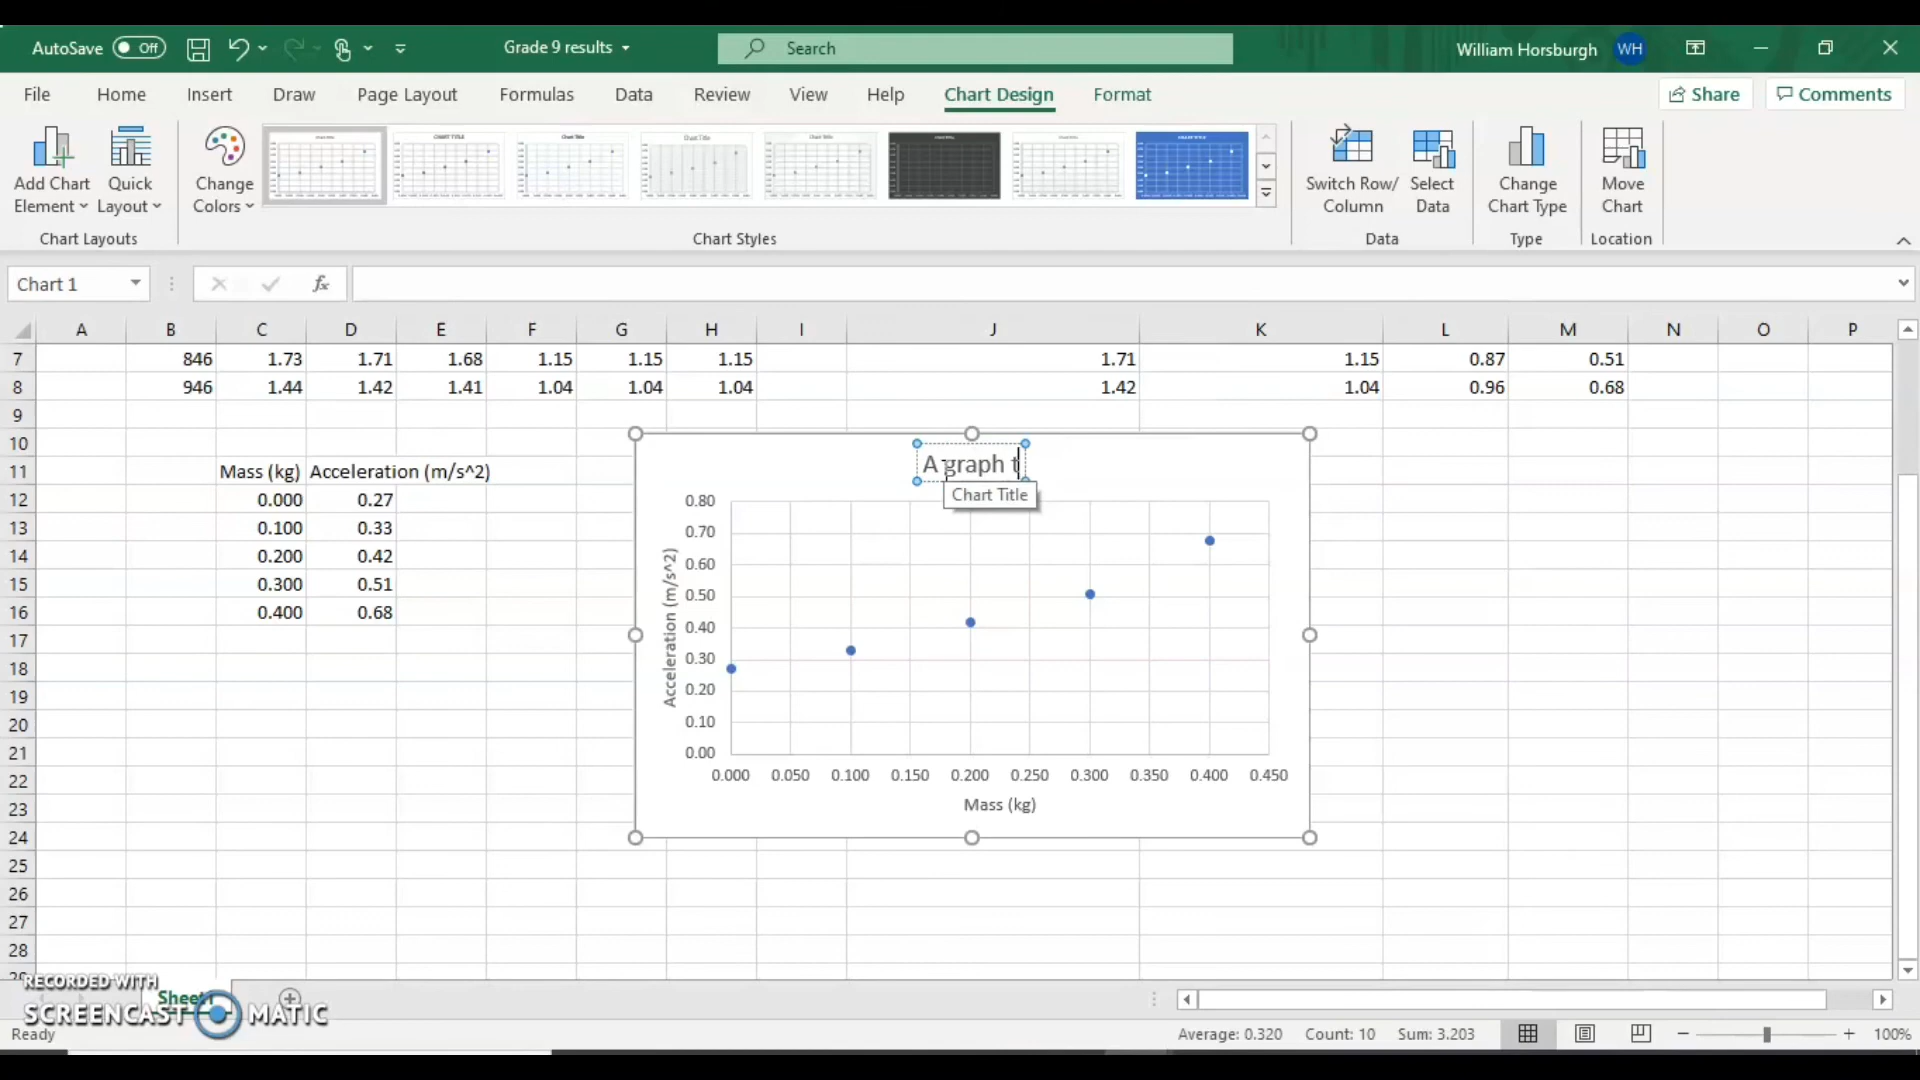 AutoSave Off Grade 9 results Search William Horsburgh WH
File Home Insert Draw Page Layout Formulas Data Review View Help Chart Design Format Share Comments
Add Chart Element Quick Layout Change Colors Switch Row/ Column Select Data Change Chart Type Move Chart
Chart Layouts Chart Styles Data Type Location
Chart 1 fx
A B C D E F G H I J K L M N O P
7 846 1.73 1.71 1.68 1.15 1.15 1.15 1.71 1.15 0.87 0.51
8 946 1.44 1.42 1.41 1.04 1.04 1.04 1.42 1.04 0.96 0.68
9
10
11 Mass (kg) Acceleration (m/s^2)
12 0.000 0.27
13 0.100 0.33
14 0.200 0.42
15 0.300 0.51
16 0.400 0.68
17
18
19
20
21
22
23
24
25
26
27
28
A graph t
Chart Title
0.80
0.70
0.60
0.50
0.40
0.30
0.20
0.10
0.00
Acceleration (m/s^2)
0.000 0.050 0.100 0.150 0.200 0.250 0.300 0.350 0.400 0.450
Mass (kg)
RECORDED WITH
SCREENCAST MATIC
Sheet1
Ready Average: 0.320 Count: 10 Sum: 3.203 100%